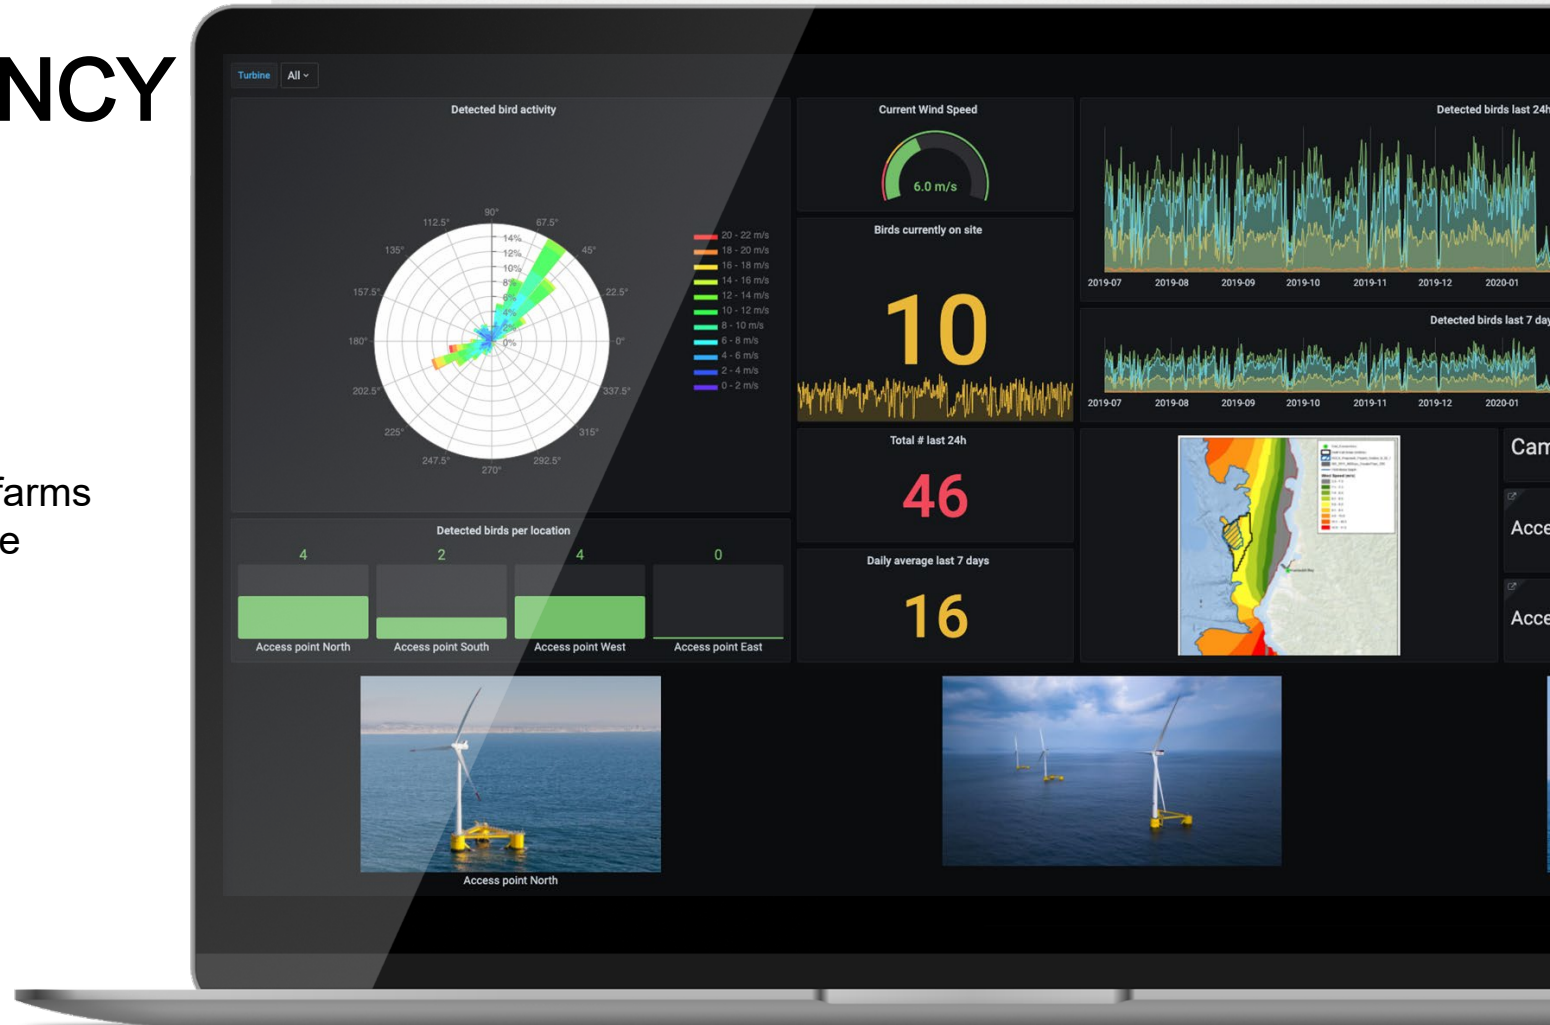 NCY
farms
e
Turbine All
Detected bird activity
90°
112.5° 67.5°
135° 45°
157.5° 22.5°
180° 0°
202.5° 337.5°
225° 315°
247.5° 292.5°
270°
14%
12%
10%
8%
6%
4%
2%
0%
20 - 22 m/s
18 - 20 m/s
16 - 18 m/s
14 - 16 m/s
12 - 14 m/s
10 - 12 m/s
8 - 10 m/s
6 - 8 m/s
4 - 6 m/s
2 - 4 m/s
0 - 2 m/s
Detected birds per location
4 2 4 0
Access point North Access point South Access point West Access point East
Current Wind Speed
6.0 m/s
Birds currently on site
10
Total # last 24h
46
Daily average last 7 days
16
Detected birds last 24h
2019-07 2019-08 2019-09 2019-10 2019-11 2019-12 2020-01
Detected birds last 7 day
2019-07 2019-08 2019-09 2019-10 2019-11 2019-12 2020-01
Cam
Acce
Acce
Access point North